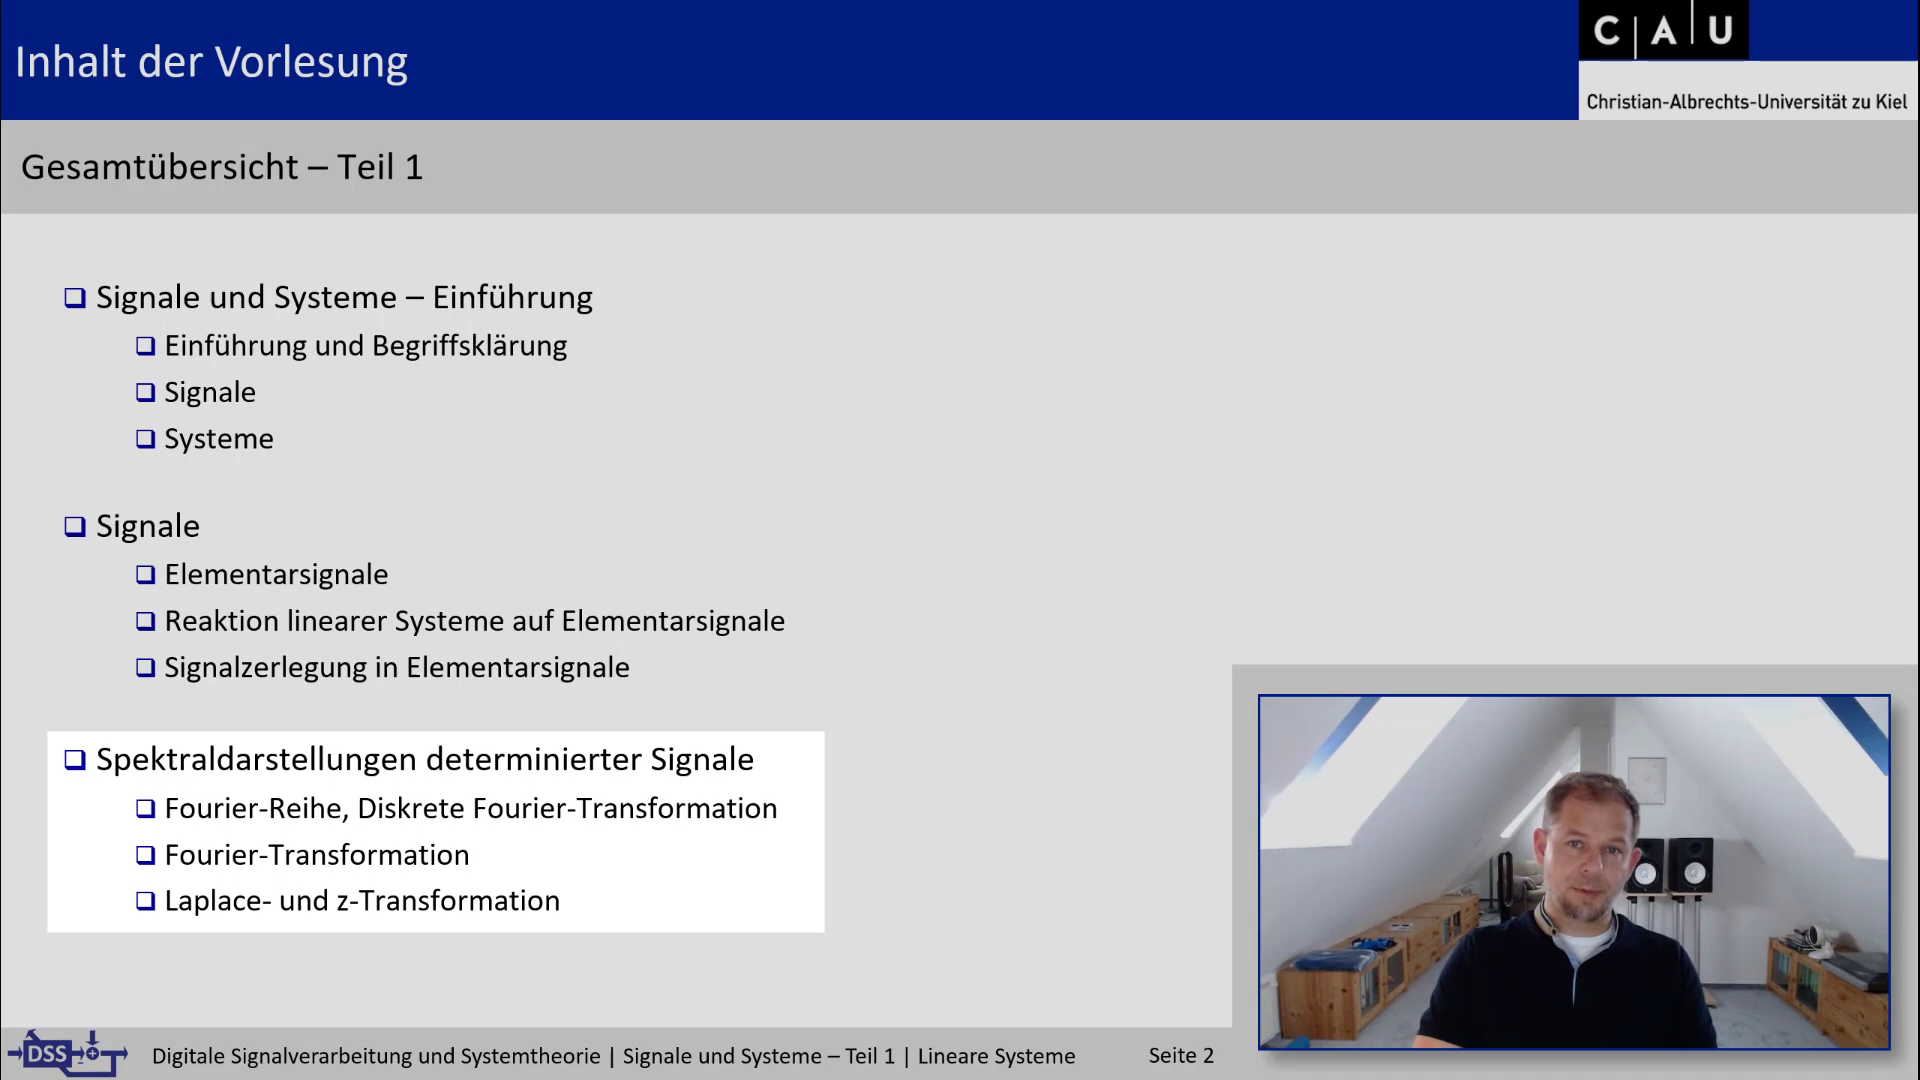 Inhalt der Vorlesung
C | A | U
Christian-Albrechts-Universität zu Kiel
Gesamtübersicht – Teil 1
Signale und Systeme – Einführung
Einführung und Begriffsklärung
Signale
Systeme
Signale
Elementarsignale
Reaktion linearer Systeme auf Elementarsignale
Signalzerlegung in Elementarsignale
Spektraldarstellungen determinierter Signale
Fourier-Reihe, Diskrete Fourier-Transformation
Fourier-Transformation
Laplace- und z-Transformation
DSS
Digitale Signalverarbeitung und Systemtheorie | Signale und Systeme – Teil 1 | Lineare Systeme
Seite 2